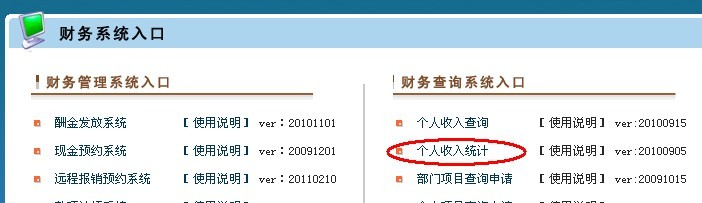 财务系统入口
财务管理系统入口
酬金发放系统 [ 使用说明 ] ver：20101101
现金预约系统 [ 使用说明 ] ver：20091201
远程报销预约系统 [ 使用说明 ] ver：20110210
财务查询系统入口
个人收入查询 [ 使用说明 ] ver:20100915
个人收入统计 [ 使用说明 ] ver:20100905
部门项目查询申请 [ 使用说明 ] ver:20091015